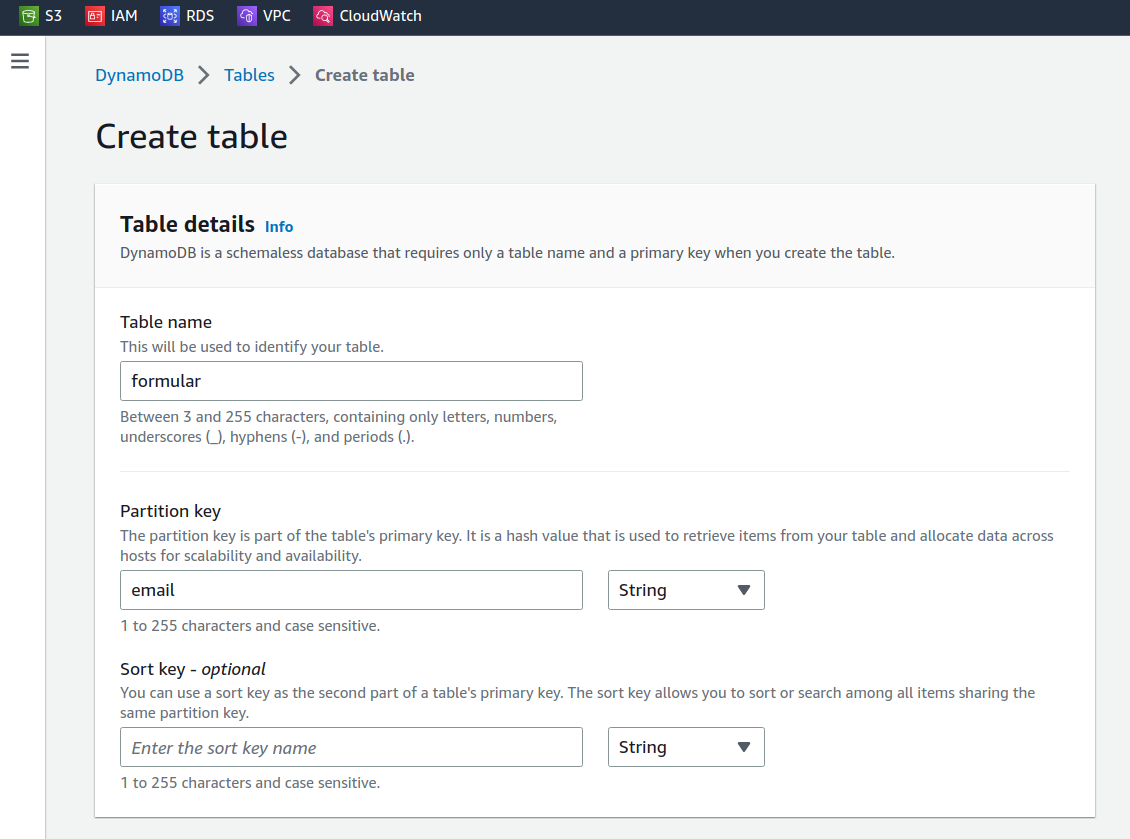 S3 IAM RDS VPC CloudWatch
DynamoDB Tables Create table
Create table
Table details Info
DynamoDB is a schemaless database that requires only a table name and a primary key when you create the table.
Table name
This will be used to identify your table.
formular
Between 3 and 255 characters, containing only letters, numbers,
underscores (_), hyphens (-), and periods (.).
Partition key
The partition key is part of the table's primary key. It is a hash value that is used to retrieve items from your table and allocate data across
hosts for scalability and availability.
email String
1 to 255 characters and case sensitive.
Sort key - optional
You can use a sort key as the second part of a table's primary key. The sort key allows you to sort or search among all items sharing the
same partition key.
Enter the sort key name String
1 to 255 characters and case sensitive.